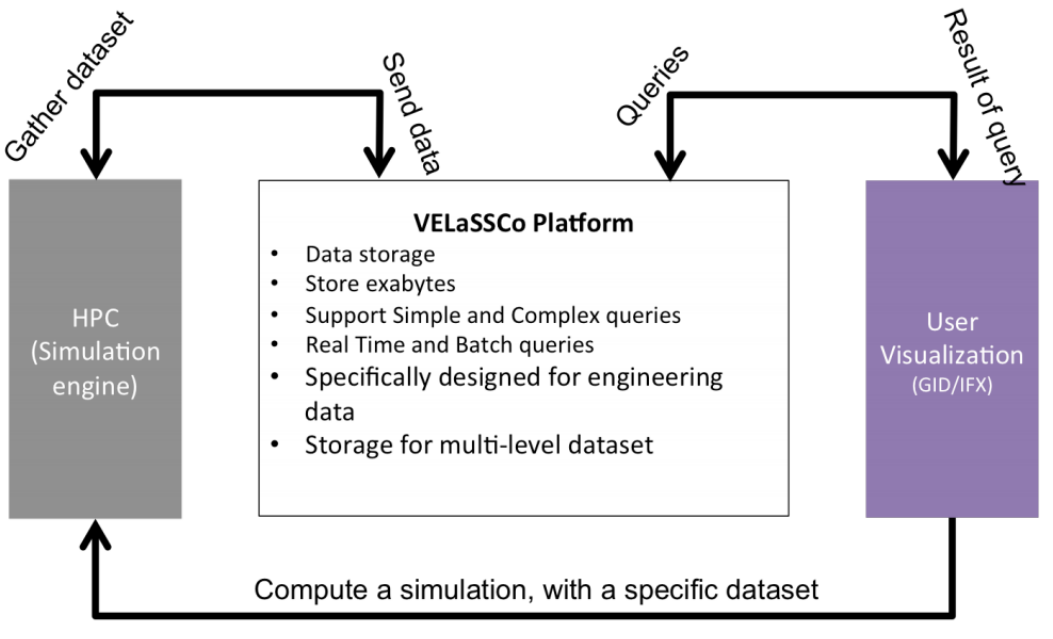 Gather dataset
Send data
Queries
Result of query
HPC
(Simulation
engine)
VELaSSCo Platform
• Data storage
• Store exabytes
• Support Simple and Complex queries
• Real Time and Batch queries
• Specifically designed for engineering
data
• Storage for multi-level dataset
User
Visualization
(GID/IFX)
Compute a simulation, with a specific dataset